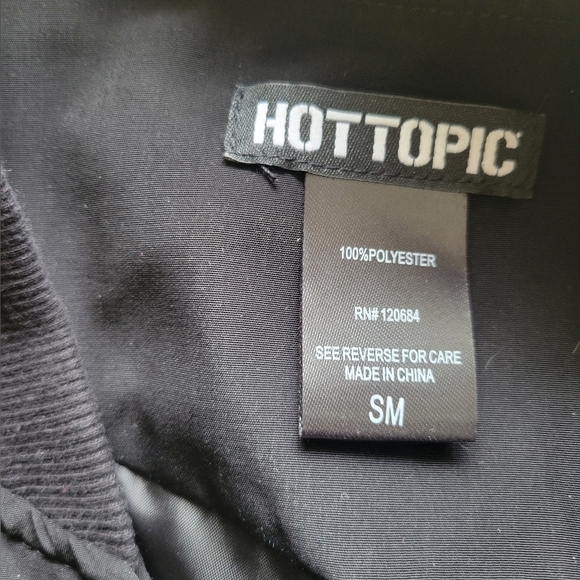 HOTTOPIC
100%POLYESTER
RN# 120684
SEE REVERSE FOR CARE
MADE IN CHINA
SM